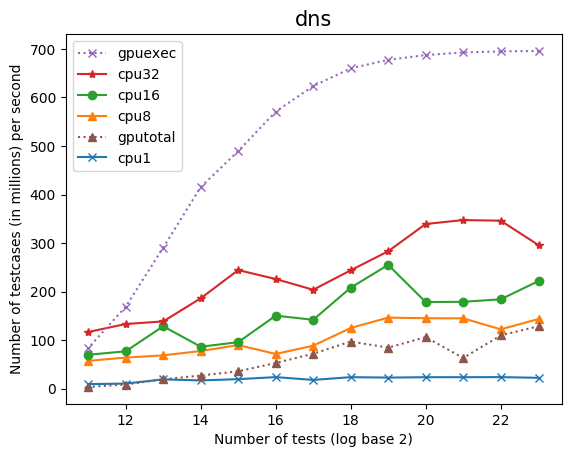 dns
Number of testcases (in millions) per second
700
600
500
400
300
200
100
0
gpuexec
cpu32
cpu16
cpu8
gputotal
cpu1
12 14 16 18 20 22
Number of tests (log base 2)